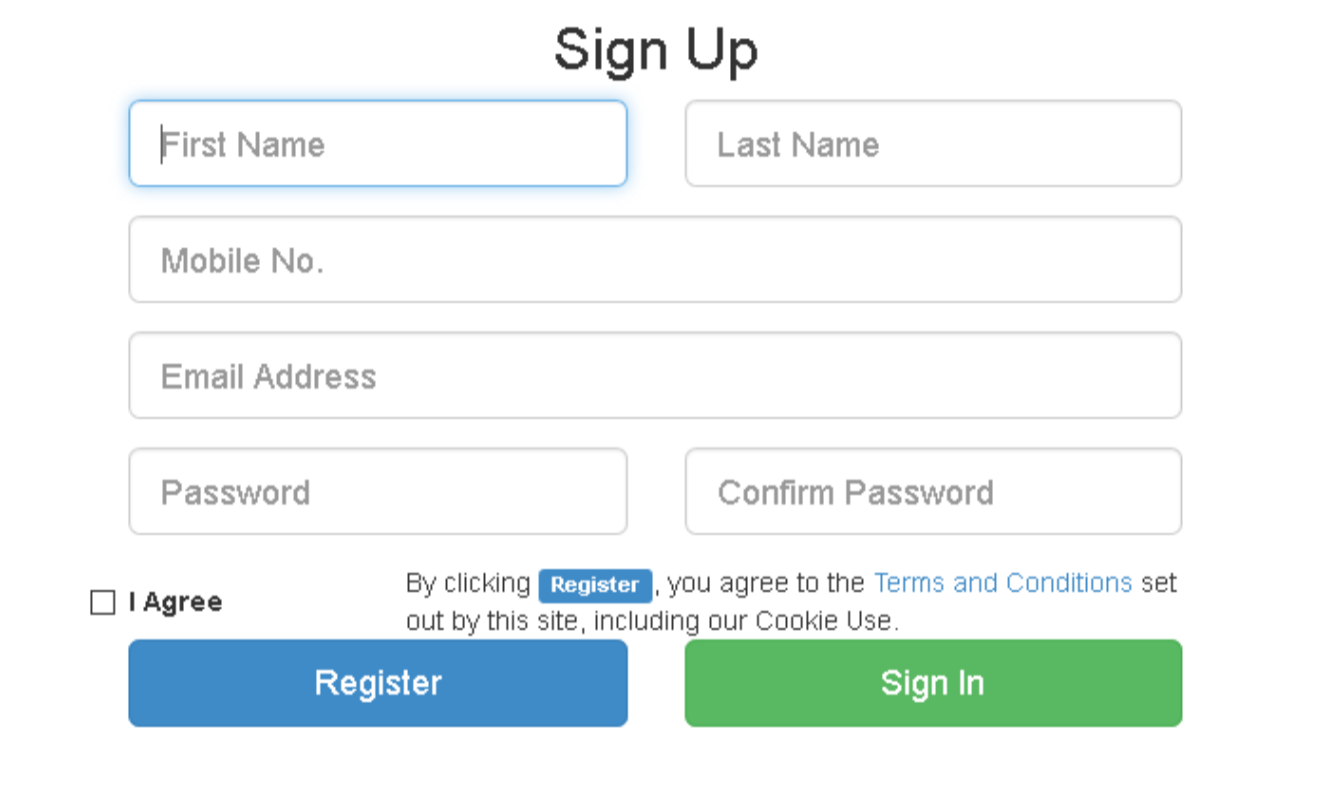 Sign Up
First Name
Last Name
Mobile No.
Email Address
Password
Confirm Password
I Agree
By clicking Register, you agree to the Terms and Conditions set
out by this site, including our Cookie Use.
Register
Sign In